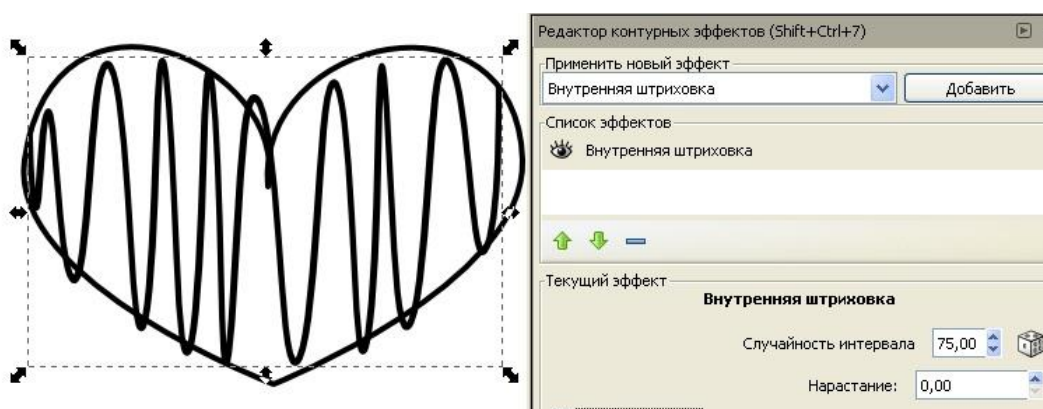 Редактор контурных эффектов (Shift+Ctrl+7)
Применить новый эффект
Внутренняя штриховка
Добавить
Список эффектов
Внутренняя штриховка
Текущий эффект
Внутренняя штриховка
Случайность интервала 75,00
Нарастание: 0,00